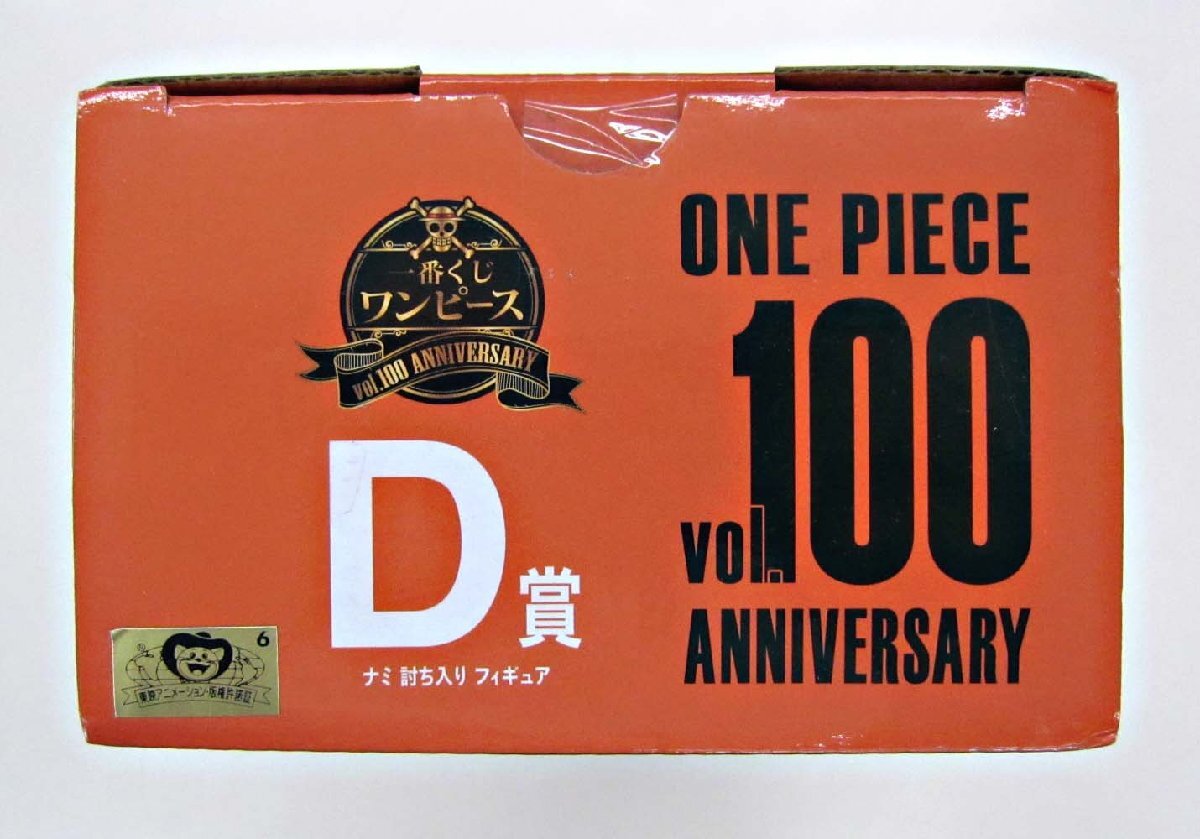 一番くじ
ワンピース
vol.100 ANNIVERSARY
D賞
ナミ 討ち入り フィギュア
ONE PIECE
vol.100
ANNIVERSARY
6
東映アニメーション・版権許諾証